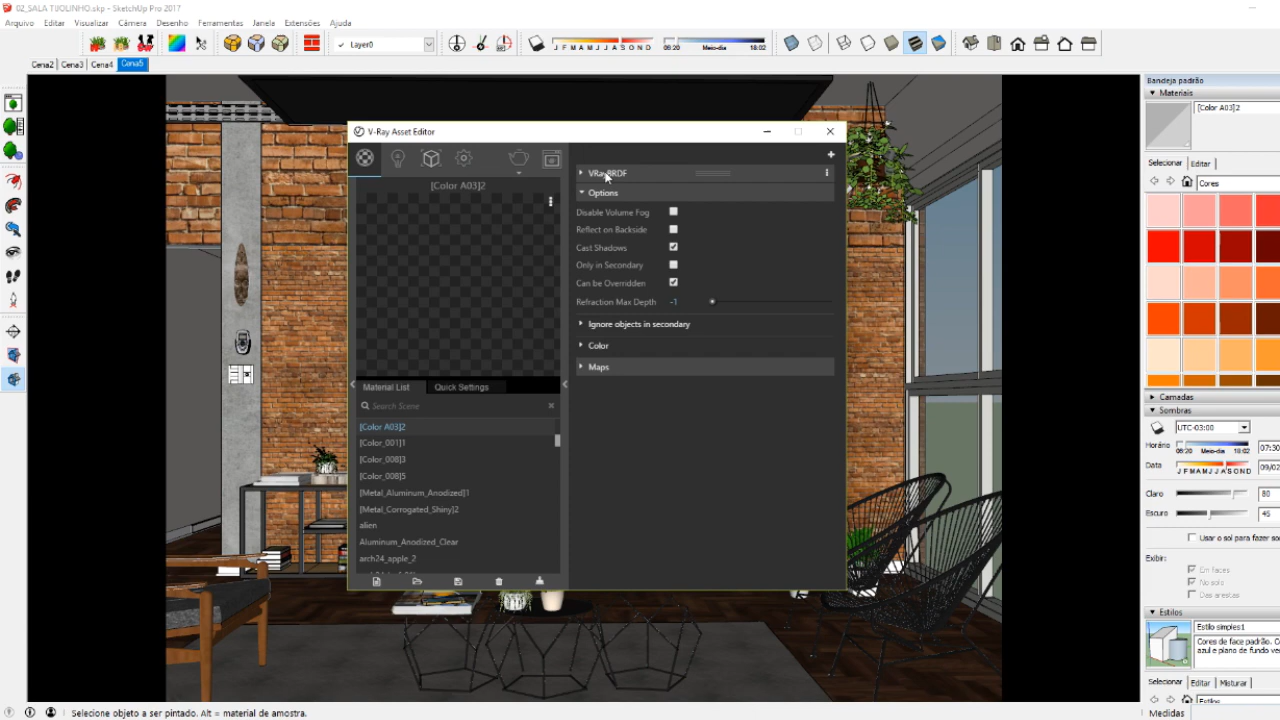 02_SALA TIJOLINHO.skp - SketchUp Pro 2017
Arquivo Editar Visualizar Câmera Desenho Ferramentas Janela Extensões Ajuda
Layer0
J F M A M J J A S O N D
06:20 Meio-dia 18:02
Cena2 Cena3 Cena4 Cena5
V-Ray Asset Editor
[Color A03]2
VRayBRDF
Options
Disable Volume Fog
Reflect on Backside
Cast Shadows
Only in Secondary
Can be Overridden
Refraction Max Depth -1
Ignore objects in secondary
Color
Maps
Material List Quick Settings
Search Scene
[Color A03]2
[Color_001]1
[Color_008]3
[Color_008]5
[Metal_Aluminum_Anodized]1
[Metal_Corrogated_Shiny]2
alien
Aluminum_Anodized_Clear
arch24_apple_2
Bandeja padrão
Materiais
[Color A03]2
Selecionar Editar
Cores
Camadas
Sombras
UTC-03:00
Horário 06:20 Meio-dia 18:02 07:30
Data J F M A M J J A S O N D 09/02
Claro 80
Escuro 45
Usar o sol para fazer so
Exibir:
Em faces
No solo
Das arestas
Estilos
Estilo simples1
Cores de face padrão. C
azul e plano de fundo ve
Selecionar Editar Misturar
Estilos
Selecione objeto a ser pintado. Alt = material de amostra.
Medidas